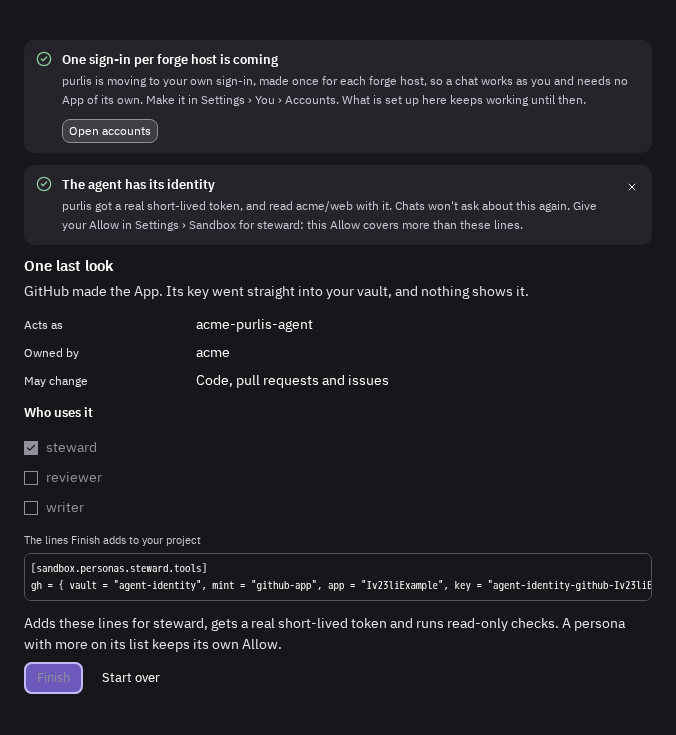 One sign-in per forge host is coming
purlis is moving to your own sign-in, made once for each forge host, so a chat works as you and needs no
App of its own. Make it in Settings › You › Accounts. What is set up here keeps working until then.
Open accounts
The agent has its identity
purlis got a real short-lived token, and read acme/web with it. Chats won't ask about this again. Give
your Allow in Settings › Sandbox for steward: this Allow covers more than these lines.
One last look
GitHub made the App. Its key went straight into your vault, and nothing shows it.
Acts as
acme-purlis-agent
Owned by
acme
May change
Code, pull requests and issues
Who uses it
steward
reviewer
writer
The lines Finish adds to your project
[sandbox.personas.steward.tools]
gh = { vault = "agent-identity", mint = "github-app", app = "Iv23liExample", key = "agent-identity-github-Iv23liE
Adds these lines for steward, gets a real short-lived token and runs read-only checks. A persona
with more on its list keeps its own Allow.
Finish
Start over